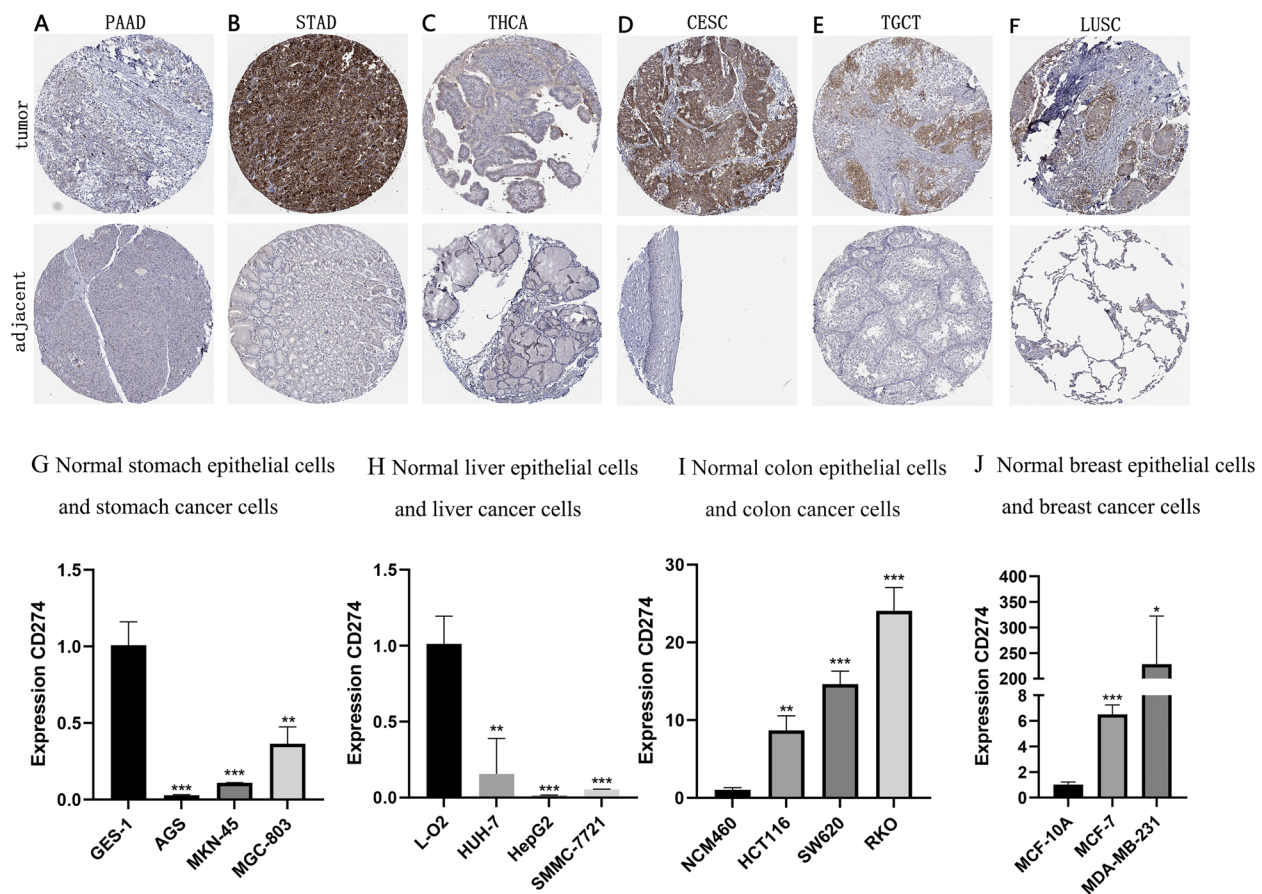 A PAAD B STAD C THCA D CESC E TGCT F LUSC
tumor
adjacent
G Normal stomach epithelial cells
and stomach cancer cells
H Normal liver epithelial cells
and liver cancer cells
I Normal colon epithelial cells
and colon cancer cells
J Normal breast epithelial cells
and breast cancer cells
Expression CD274
1.5
1.0
0.5
0.0
***
***
**
GES-1
AGS
MKN-45
MGC-803
Expression CD274
1.5
1.0
0.5
0.0
**
***
***
L-O2
HUH-7
HepG2
SMMC-7721
Expression CD274
30
20
10
0
**
***
***
NCM460
HCT116
SW620
RKO
Expression CD274
400
350
300
250
200
8
6
4
2
0
***
*
MCF-10A
MCF-7
MDA-MB-231